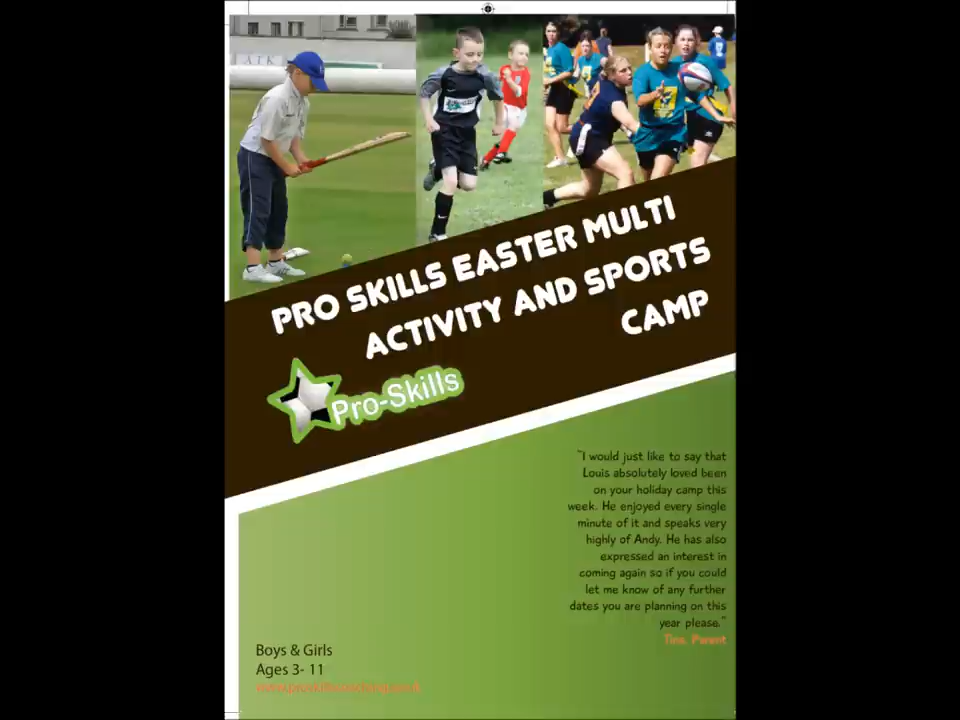 ATK
PRO SKILLS EASTER MULTI
ACTIVITY AND SPORTS
CAMP
Pro-Skills
"I would just like to say that
Louis absolutely loved been
on your holiday camp this
week. He enjoyed every single
minute of it and speaks very
highly of Andy. He has also
expressed an interest in
coming again so if you could
let me know of any further
dates you are planning on this
year please."
Tina, Parent
Boys & Girls
Ages 3- 11